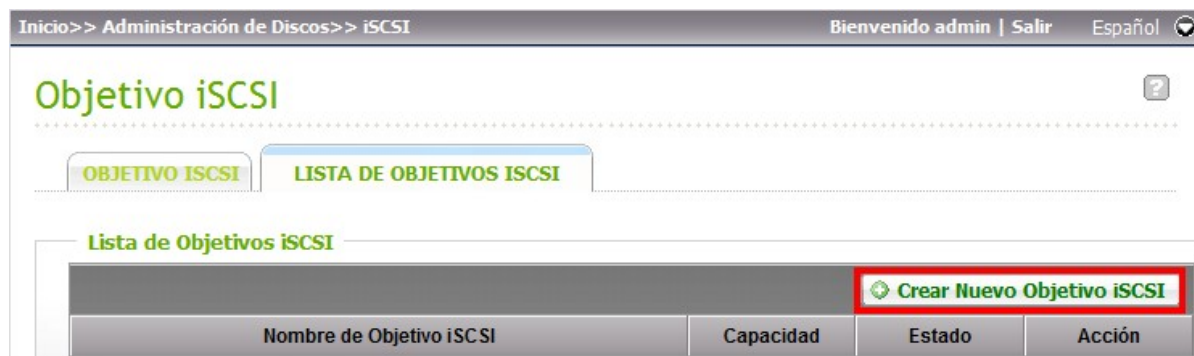 Inicio>> Administración de Discos>> iSCSI Bienvenido admin | Salir Español
Objetivo iSCSI ?
OBJETIVO ISCSI LISTA DE OBJETIVOS ISCSI
Lista de Objetivos iSCSI
Crear Nuevo Objetivo iSCSI
Nombre de Objetivo iSCSI Capacidad Estado Acción